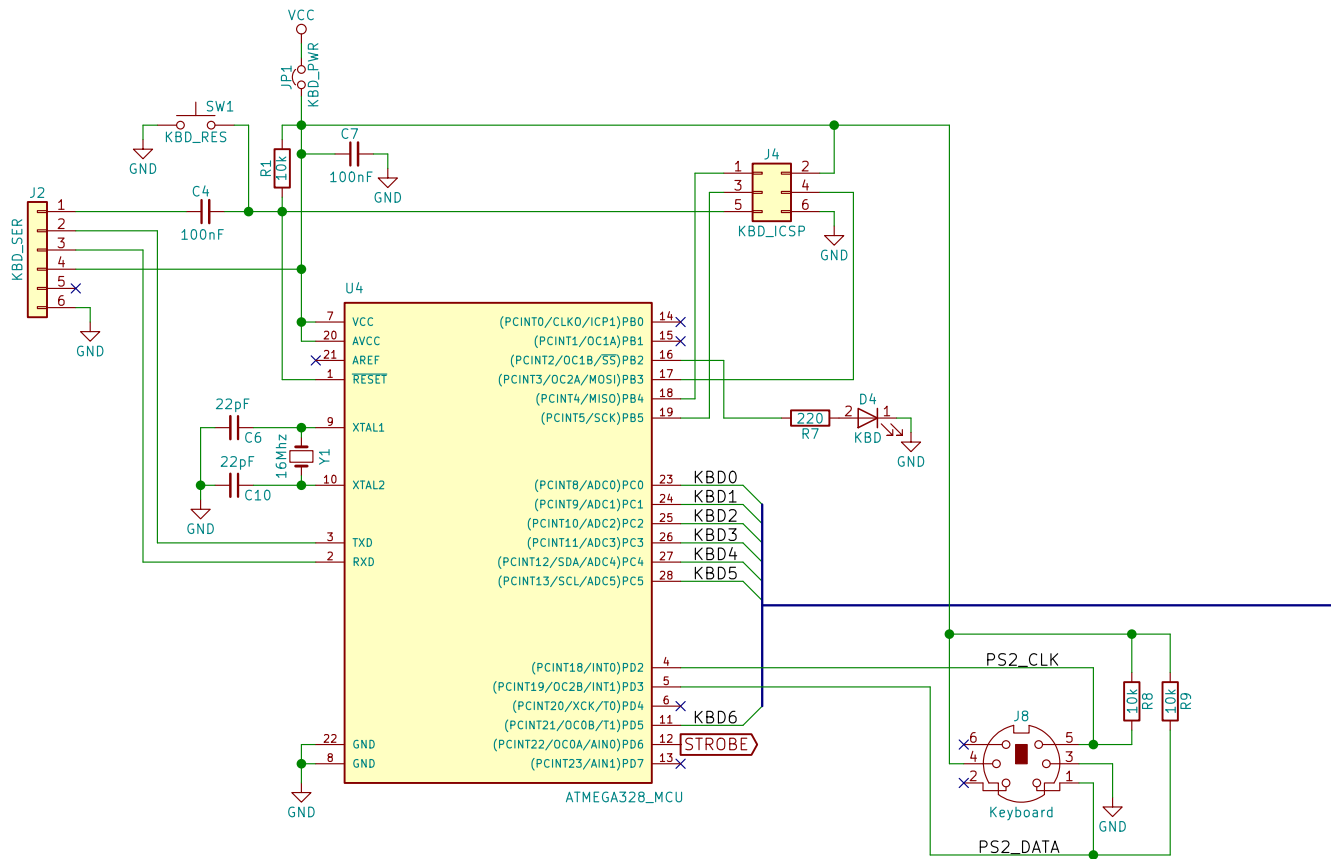 VCC
JP1
KBD_PWR
SW1
KBD_RES
GND
R1
10k
C7
100nF
GND
J2
KBD_SER
1
2
3
4
5
6
GND
C4
100nF
J4
1 2
3 4
5 6
KBD_ICSP
GND
U4
7 VCC
20 AVCC
21 AREF
1 RESET
9 XTAL1
10 XTAL2
3 TXD
2 RXD
22 GND
8 GND
(PCINT0/CLKO/ICP1)PB0 14
(PCINT1/OC1A)PB1 15
(PCINT2/OC1B/SS)PB2 16
(PCINT3/OC2A/MOSI)PB3 17
(PCINT4/MISO)PB4 18
(PCINT5/SCK)PB5 19
(PCINT8/ADC0)PC0 23 KBD0
(PCINT9/ADC1)PC1 24 KBD1
(PCINT10/ADC2)PC2 25 KBD2
(PCINT11/ADC3)PC3 26 KBD3
(PCINT12/SDA/ADC4)PC4 27 KBD4
(PCINT13/SCL/ADC5)PC5 28 KBD5
(PCINT18/INT0)PD2 4
(PCINT19/OC2B/INT1)PD3 5
(PCINT20/XCK/T0)PD4 6
(PCINT21/OC0B/T1)PD5 11 KBD6
(PCINT22/OC0A/AIN0)PD6 12 STROBE
(PCINT23/AIN1)PD7 13
ATMEGA328_MCU
GND
22pF
C6
22pF
C10
16Mhz
Y1
GND
220
R7
D4
2 1
KBD
GND
PS2_CLK
10k
R8
10k
R9
J8
6 5
4 3
2 1
Keyboard
GND
PS2_DATA